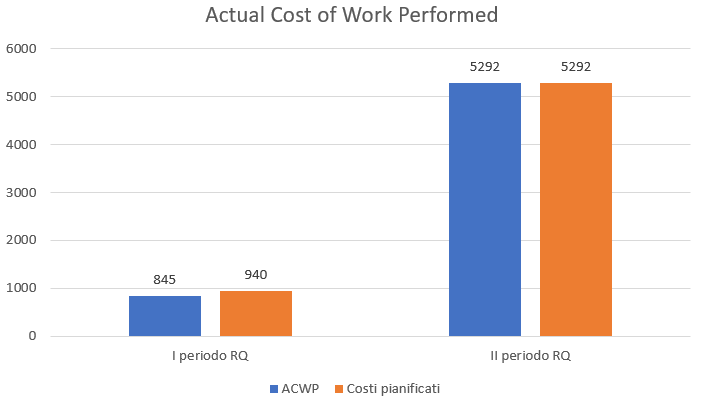 Actual Cost of Work Performed
6000
5000
4000
3000
2000
1000
0
845
940
5292
5292
I periodo RQ
II periodo RQ
ACWP
Costi pianificati